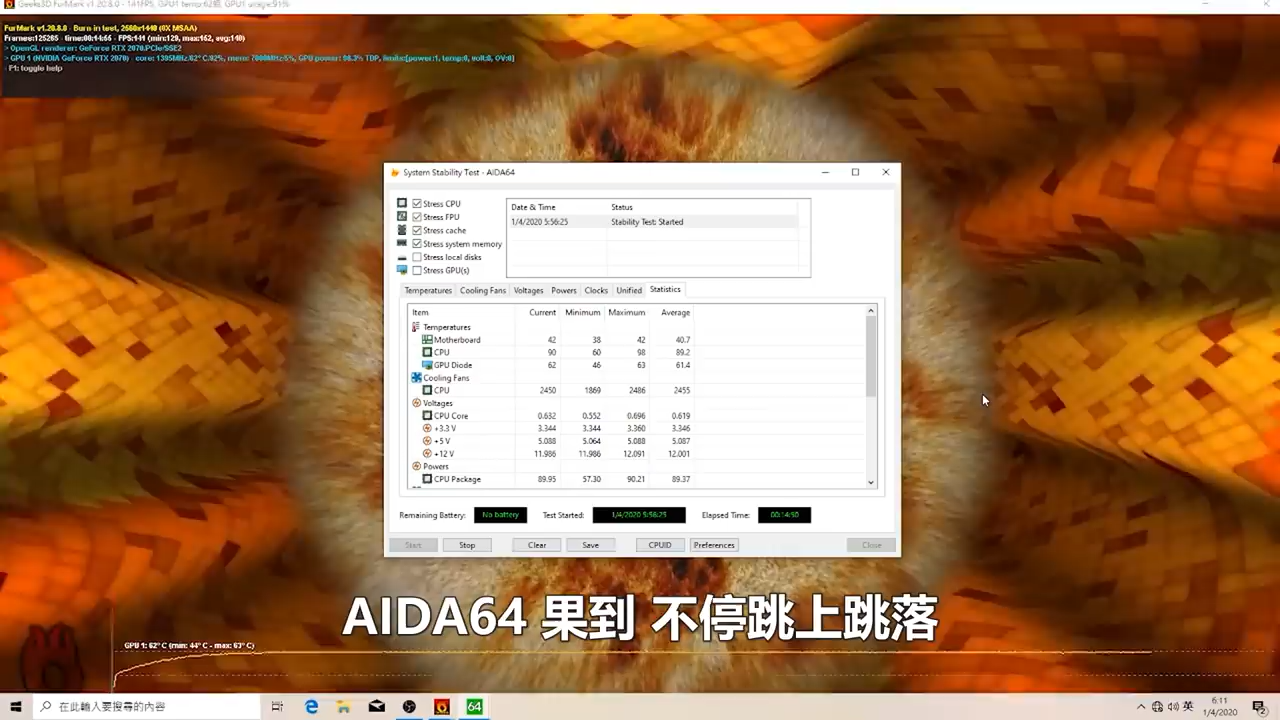 Geeks3D FurMark v1.20.8.0 - 141FPS, GPU1 temp:62度, GPU1 usage:91%
FurMark v1.20.8.0 - Burn-in test, 2560x1440 (0X MSAA)
Frames:125265 - time:00:14:55 - FPS:141 (min:129, max:162, avg:140)
> OpenGL renderer: GeForce RTX 2070/PCIe/SSE2
> GPU 1 (NVIDIA GeForce RTX 2070) - core: 1395MHz/62° C/92%, mem: 7000MHz/5%, GPU power: 98.3% TDP, limits:[power:1, temp:0, volt:0, OV:0]
- F1: toggle help
System Stability Test - AIDA64
Stress CPU
Stress FPU
Stress cache
Stress system memory
Stress local disks
Stress GPU(s)
Date & Time Status
1/4/2020 5:56:25 Stability Test: Started
Temperatures Cooling Fans Voltages Powers Clocks Unified Statistics
Item Current Minimum Maximum Average
Temperatures
Motherboard 42 38 42 40.7
CPU 90 60 98 89.2
GPU Diode 62 46 63 61.4
Cooling Fans
CPU 2450 1869 2486 2455
Voltages
CPU Core 0.632 0.552 0.696 0.619
+3.3 V 3.344 3.344 3.360 3.346
+5 V 5.088 5.064 5.088 5.087
+12 V 11.986 11.986 12.091 12.001
Powers
CPU Package 89.95 57.30 90.21 89.37
Remaining Battery: No battery Test Started: 1/4/2020 5:56:25 Elapsed Time: 00:14:50
Start Stop Clear Save CPUID Preferences Close
AIDA64 果到 不停跳上跳落
GPU 1: 62° C (min: 44° C - max: 63° C)
在此輸入要搜尋的內容
64
英
6:11
1/4/2020
2